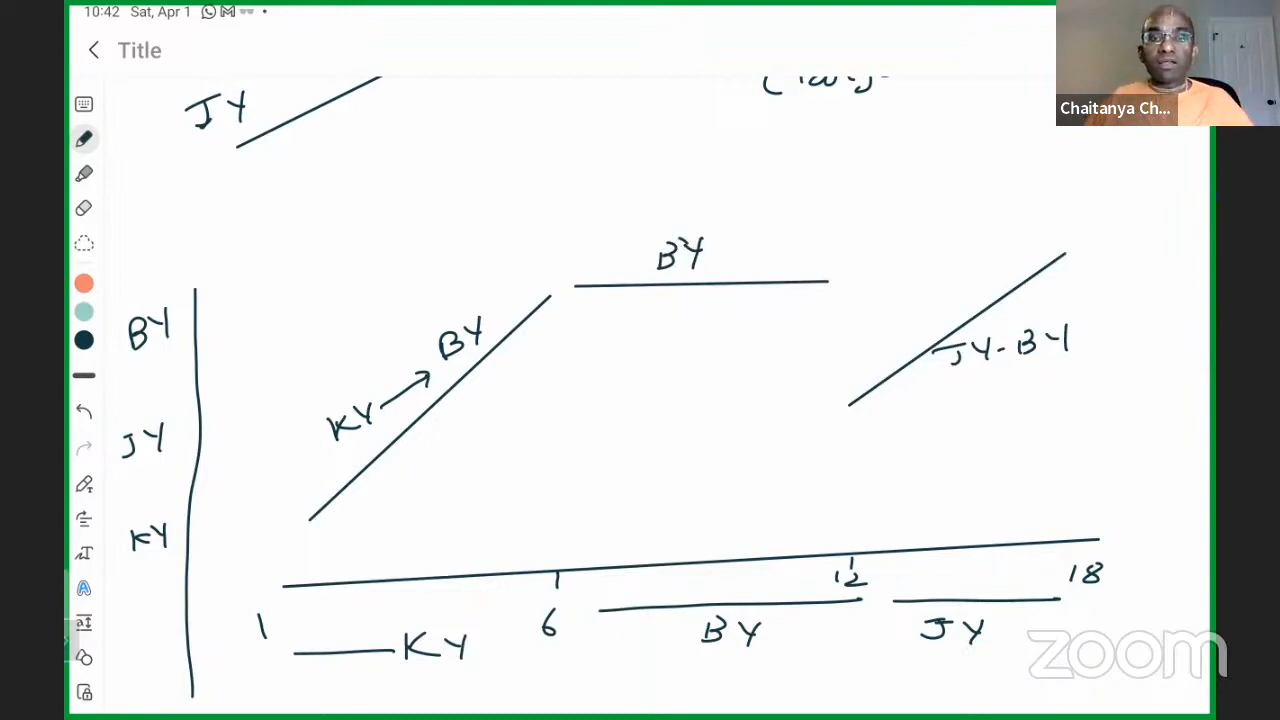 10:42 Sat, Apr 1
Title
Chaitanya Ch...
JY
BY
BY
BY
KY
JY-BY
JY
KY
12
18
1
6
BY
JY
KY
zoom